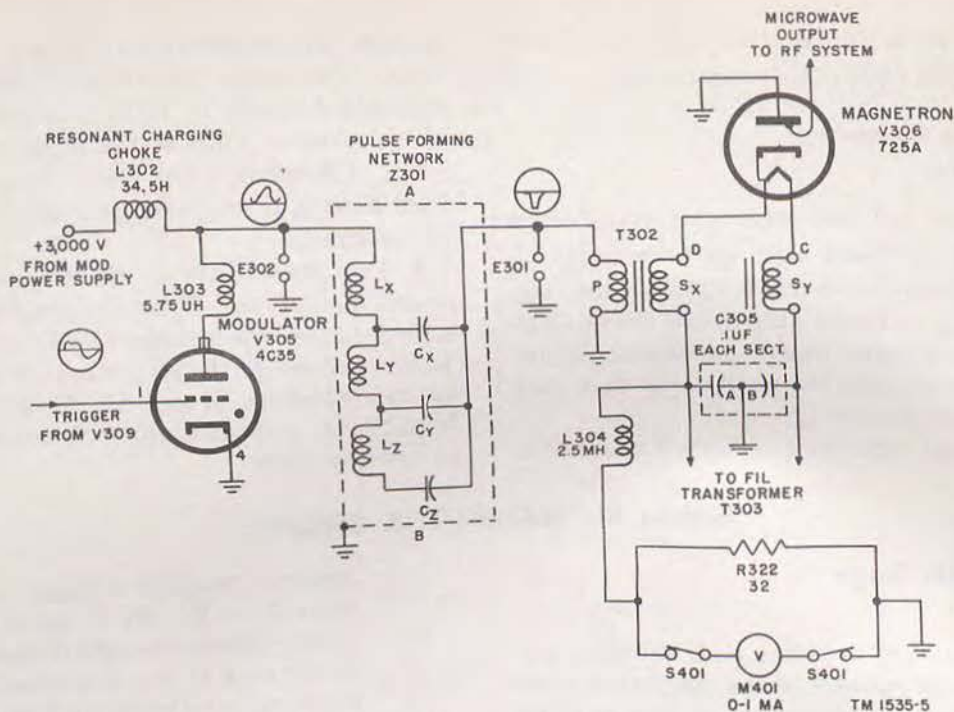 MICROWAVE
OUTPUT
TO RF SYSTEM
MAGNETRON
V306
725A
RESONANT CHARGING
CHOKE
L302
34.5H
PULSE FORMING
NETWORK
Z301
A
+3,000 V
FROM MOD
POWER SUPPLY
L303
5.75 UH
E302
MODULATOR
V305
4C35
1
TRIGGER
FROM V309
4
LX
CX
LY
CY
LZ
CZ
B
E301
T302
P
D
SX
C
SY
C305
.1UF
EACH SECT.
A
B
L304
2.5MH
TO FIL
TRANSFORMER
T303
R322
32
S401
V
S401
M401
0-1 MA
TM 1535-5